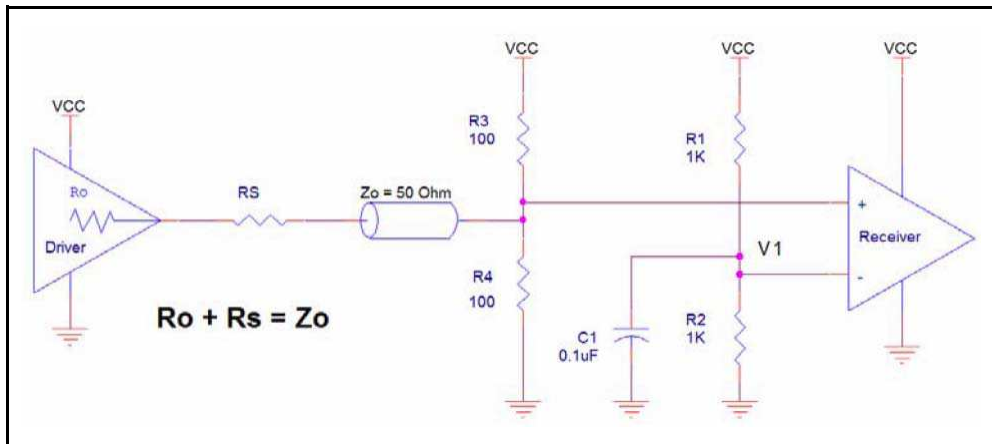 VCC
VCC
VCC
VCC
R3
100
R1
1K
Ro
RS
Zo = 50 Ohm
+
Driver
Receiver
V1
-
R4
100
Ro + Rs = Zo
C1
0.1uF
R2
1K